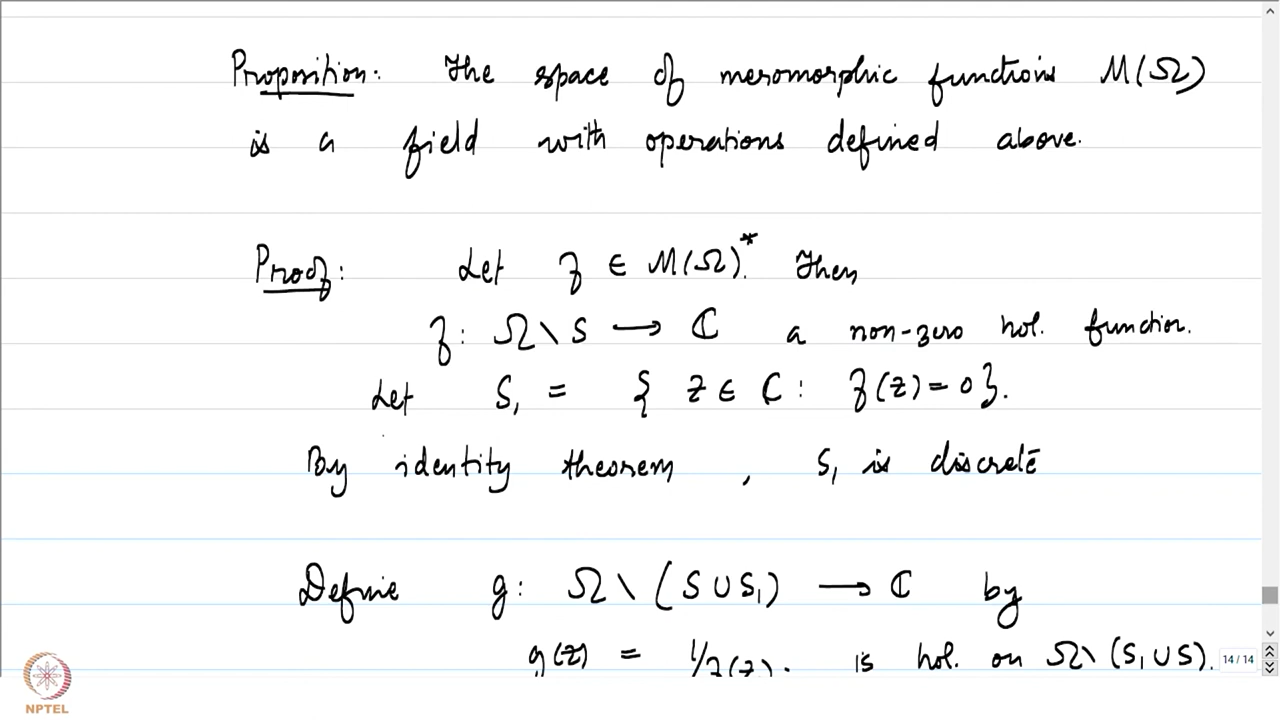 Proposition: The space of meromorphic functions M(Ω)
is a field with operations defined above.
Proof: Let f ∈ M(Ω)*. Then
f: Ω \ S ⟶ ℂ a non-zero hol. function.
Let S₁ = { z ∈ ℂ : f(z) = 0 }.
By identity theorem, S₁ is discrete
Define g: Ω \ (S ∪ S₁) ⟶ ℂ by
g(z) = 1/f(z). is hol. on Ω \ (S₁ ∪ S).
14 / 14
NPTEL